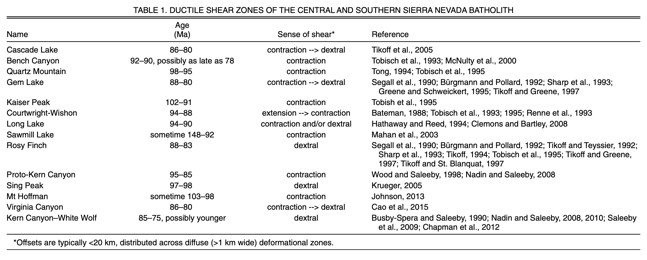 TABLE 1. DUCTILE SHEAR ZONES OF THE CENTRAL AND SOUTHERN SIERRA NEVADA BATHOLITH
Name Age (Ma) Sense of shear* Reference
Cascade Lake 86–80 contraction --> dextral Tikoff et al., 2005
Bench Canyon 92–90, possibly as late as 78 contraction Tobisch et al., 1993; McNulty et al., 2000
Quartz Mountain 98–95 contraction Tong, 1994; Tobisch et al., 1995
Gem Lake 88–80 contraction --> dextral Segall et al., 1990; Bürgmann and Pollard, 1992; Sharp et al., 1993;
Greene and Schweickert, 1995; Tikoff and Greene, 1997
Kaiser Peak 102–91 contraction Tobish et al., 1995
Courtwright-Wishon 94–88 extension --> contraction Bateman, 1988; Tobisch et al., 1993; 1995; Renne et al., 1993
Long Lake 94–90 contraction and/or dextral Hathaway and Reed, 1994; Clemons and Bartley, 2008
Sawmill Lake sometime 148–92 contraction Mahan et al., 2003
Rosy Finch 88–83 dextral Segall et al., 1990; Bürgmann and Pollard, 1992; Tikoff and Teyssier, 1992;
Sharp et al., 1993; Tikoff, 1994; Tobisch et al., 1995; Tikoff and Greene,
1997; Tikoff and St. Blanquat, 1997
Proto-Kern Canyon 95–85 contraction Wood and Saleeby, 1998; Nadin and Saleeby, 2008
Sing Peak 97–98 dextral Krueger, 2005
Mt Hoffman sometime 103–98 contraction Johnson, 2013
Virginia Canyon 86–80 contraction --> dextral Cao et al., 2015
Kern Canyon–White Wolf 85–75, possibly younger dextral Busby-Spera and Saleeby, 1990; Nadin and Saleeby, 2008, 2010; Saleeby
et al., 2009; Chapman et al., 2012
*Offsets are typically <20 km, distributed across diffuse (>1 km wide) deformational zones.